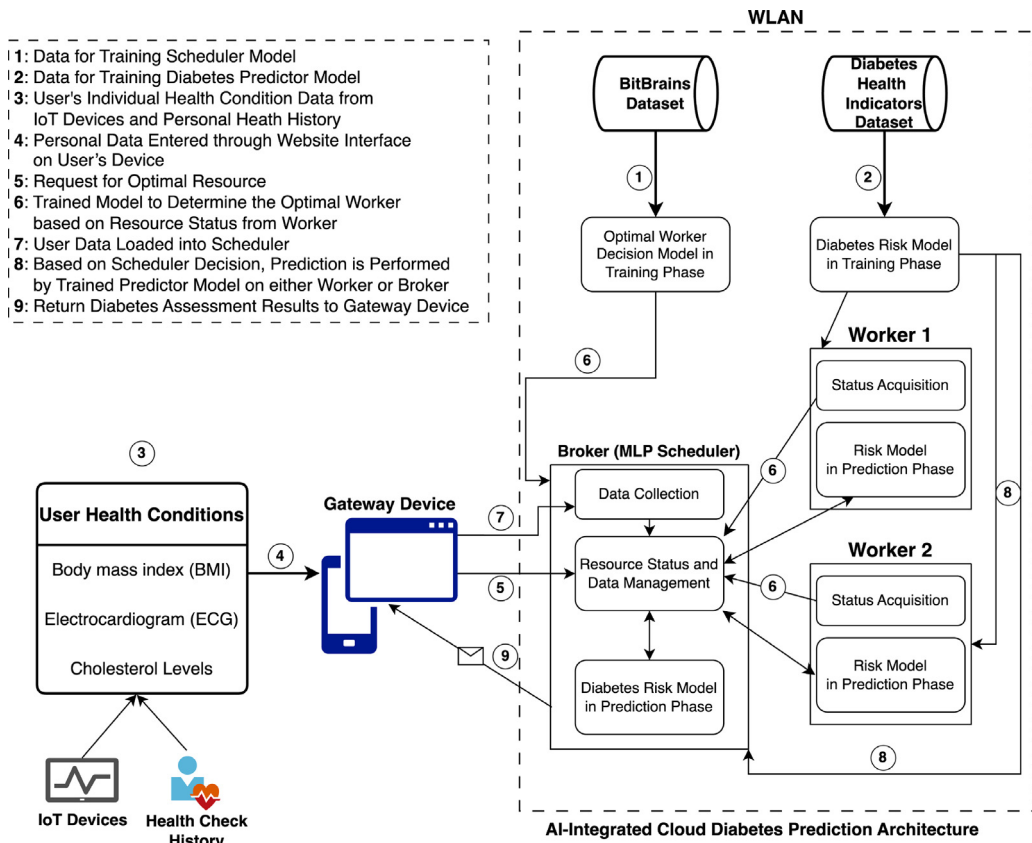 WLAN
1: Data for Training Scheduler Model
2: Data for Training Diabetes Predictor Model
3: User's Individual Health Condition Data from
IoT Devices and Personal Heath History
4: Personal Data Entered through Website Interface
on User's Device
5: Request for Optimal Resource
6: Trained Model to Determine the Optimal Worker
based on Resource Status from Worker
7: User Data Loaded into Scheduler
8: Based on Scheduler Decision, Prediction is Performed
by Trained Predictor Model on either Worker or Broker
9: Return Diabetes Assessment Results to Gateway Device
BitBrains
Dataset
Diabetes
Health
Indicators
Dataset
1
2
Optimal Worker
Decision Model in
Training Phase
Diabetes Risk Model
in Training Phase
6
Worker 1
Status Acquisition
Risk Model
in Prediction Phase
6
8
3
User Health Conditions
Body mass index (BMI)
Electrocardiogram (ECG)
Cholesterol Levels
4
Gateway Device
7
5
9
Broker (MLP Scheduler)
Data Collection
Resource Status and
Data Management
Diabetes Risk Model
in Prediction Phase
Worker 2
6
Status Acquisition
Risk Model
in Prediction Phase
8
IoT Devices
Health Check
History
AI-Integrated Cloud Diabetes Prediction Architecture